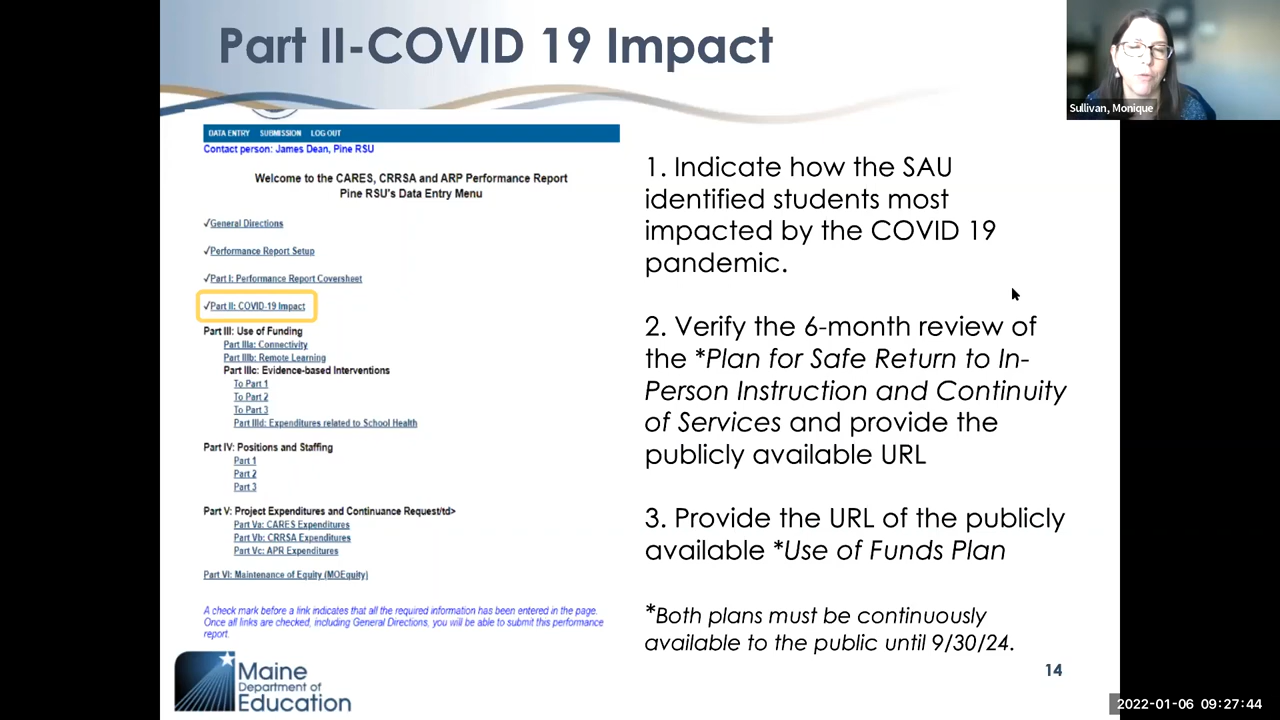 Part II-COVID 19 Impact
Sullivan, Monique
DATA ENTRY SUBMISSION LOG OUT
Contact person: James Dean, Pine RSU
Welcome to the CARES, CRRSA and ARP Performance Report
Pine RSU's Data Entry Menu
✓General Directions
✓Performance Report Setup
✓Part I: Performance Report Coversheet
✓Part II: COVID-19 Impact
Part III: Use of Funding
Part IIIa: Connectivity
Part IIIb: Remote Learning
Part IIIc: Evidence-based Interventions
To Part 1
To Part 2
To Part 3
Part IIId: Expenditures related to School Health
Part IV: Positions and Staffing
Part 1
Part 2
Part 3
Part V: Project Expenditures and Continuance Request/td>
Part Va: CARES Expenditures
Part Vb: CRRSA Expenditures
Part Vc: APR Expenditures
Part VI: Maintenance of Equity (MOEquity)
A check mark before a link indicates that all the required information has been entered in the page.
Once all links are checked, including General Directions, you will be able to submit this performance
report.
1. Indicate how the SAU
identified students most
impacted by the COVID 19
pandemic.
2. Verify the 6-month review of
the *Plan for Safe Return to In-
Person Instruction and Continuity
of Services and provide the
publicly available URL
3. Provide the URL of the publicly
available *Use of Funds Plan
*Both plans must be continuously
available to the public until 9/30/24.
Maine
Department of
Education
14
2022-01-06 09:27:44